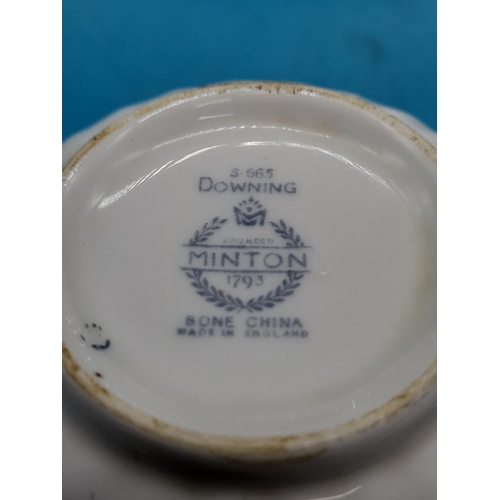 S-665
DOWNING
M
FOUNDED
MINTON
1793
BONE CHINA
MADE IN ENGLAND